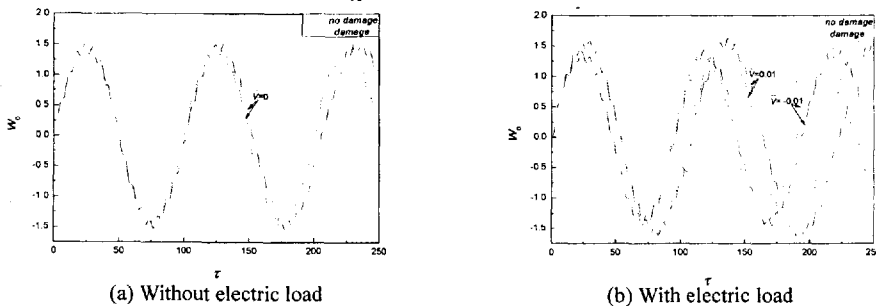 no damage
damage
2.0
1.5
1.0
0.5
0.0
-0.5
-1.0
-1.5
W₀
V=0
0
50
100
150
200
250
τ
(a) Without electric load
no damage
damage
2.0
1.5
1.0
0.5
0.0
-0.5
-1.0
-1.5
W₀
V=0.01
V=-0.01
0
50
100
150
200
250
τ
(b) With electric load